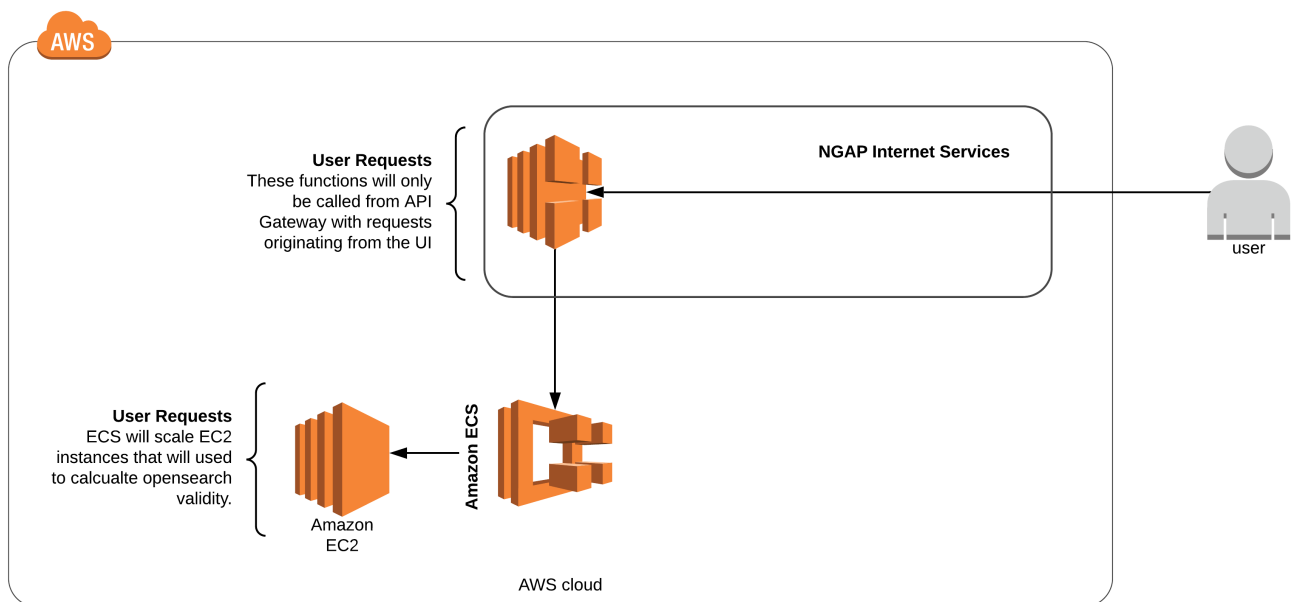 AWS
User Requests
These functions will only
be called from API
Gateway with requests
originating from the UI
NGAP Internet Services
user
User Requests
ECS will scale EC2
instances that will used
to calcualte opensearch
validity.
Amazon
EC2
Amazon ECS
AWS cloud